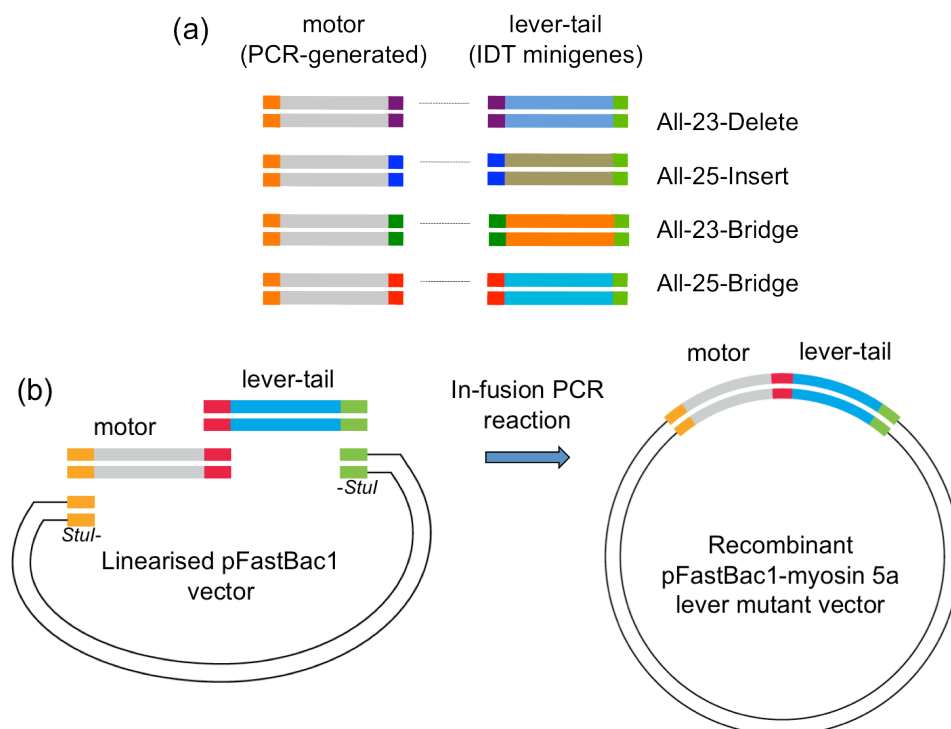 (a)
motor
(PCR-generated)
lever-tail
(IDT minigenes)
All-23-Delete
All-25-Insert
All-23-Bridge
All-25-Bridge
(b)
lever-tail
motor
-StuI
StuI-
Linearised pFastBac1
vector
In-fusion PCR
reaction
motor
lever-tail
Recombinant
pFastBac1-myosin 5a
lever mutant vector